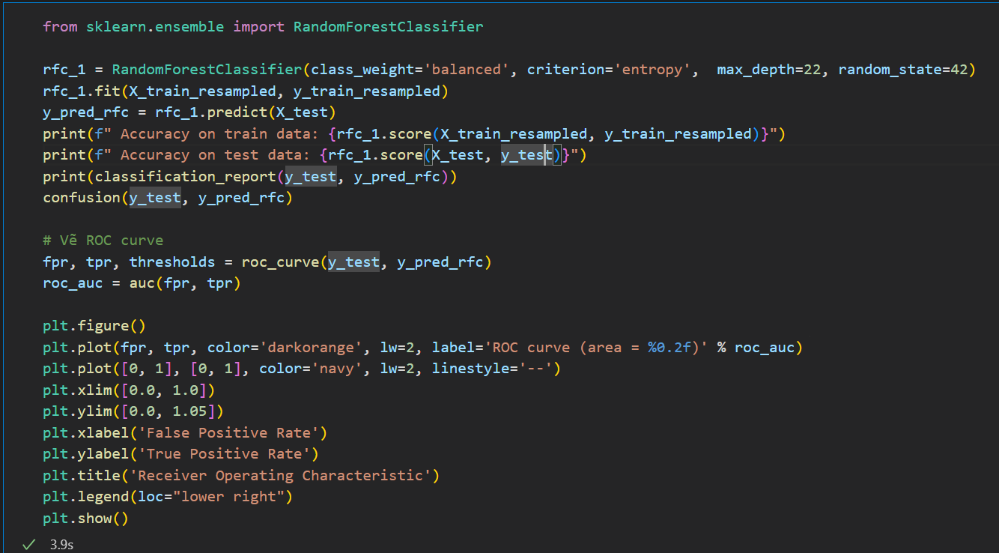 from sklearn.ensemble import RandomForestClassifier
rfc_1 = RandomForestClassifier(class_weight='balanced', criterion='entropy',  max_depth=22, random_state=42)
rfc_1.fit(X_train_resampled, y_train_resampled)
y_pred_rfc = rfc_1.predict(X_test)
print(f" Accuracy on train data: {rfc_1.score(X_train_resampled, y_train_resampled)}")
print(f" Accuracy on test data: {rfc_1.score(X_test, y_test)}")
print(classification_report(y_test, y_pred_rfc))
confusion(y_test, y_pred_rfc)
# Vẽ ROC curve
fpr, tpr, thresholds = roc_curve(y_test, y_pred_rfc)
roc_auc = auc(fpr, tpr)
plt.figure()
plt.plot(fpr, tpr, color='darkorange', lw=2, label='ROC curve (area = %0.2f)' % roc_auc)
plt.plot([0, 1], [0, 1], color='navy', lw=2, linestyle='--')
plt.xlim([0.0, 1.0])
plt.ylim([0.0, 1.05])
plt.xlabel('False Positive Rate')
plt.ylabel('True Positive Rate')
plt.title('Receiver Operating Characteristic')
plt.legend(loc="lower right")
plt.show()
3.9s